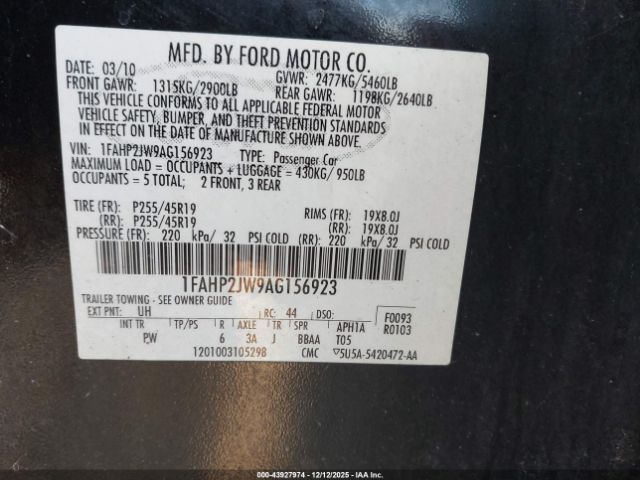 MFD. BY FORD MOTOR CO.
DATE: 03/10 GVWR: 2477KG/5460LB
FRONT GAWR: 1315KG/2900LB REAR GAWR: 1198KG/2640LB
THIS VEHICLE CONFORMS TO ALL APPLICABLE FEDERAL MOTOR
VEHICLE SAFETY, BUMPER, AND THEFT PREVENTION STANDARDS
IN EFFECT ON THE DATE OF MANUFACTURE SHOWN ABOVE.
VIN: 1FAHP2JW9AG156923 TYPE: Passenger Car
MAXIMUM LOAD = OCCUPANTS + LUGGAGE = 430KG/950LB
OCCUPANTS = 5 TOTAL; 2 FRONT, 3 REAR
TIRE (FR): P255/45R19 RIMS (FR): 19X8.0J
(RR): P255/45R19 (RR): 19X8.0J
PRESSURE (FR): 220 kPa/ 32 PSI COLD (RR): 220 kPa/ 32 PSI COLD
1FAHP2JW9AG156923
TRAILER TOWING - SEE OWNER GUIDE
EXT PNT: UH RC: 44 DSO: F0093
INT TR TP/PS R AXLE TR SPR APH1A R0103
PW 6 3A J BBAA T05
1201003105298 CMC ▽5U5A-5420472-AA
000-43927974 | 12/12/2025 - IAAI.COM